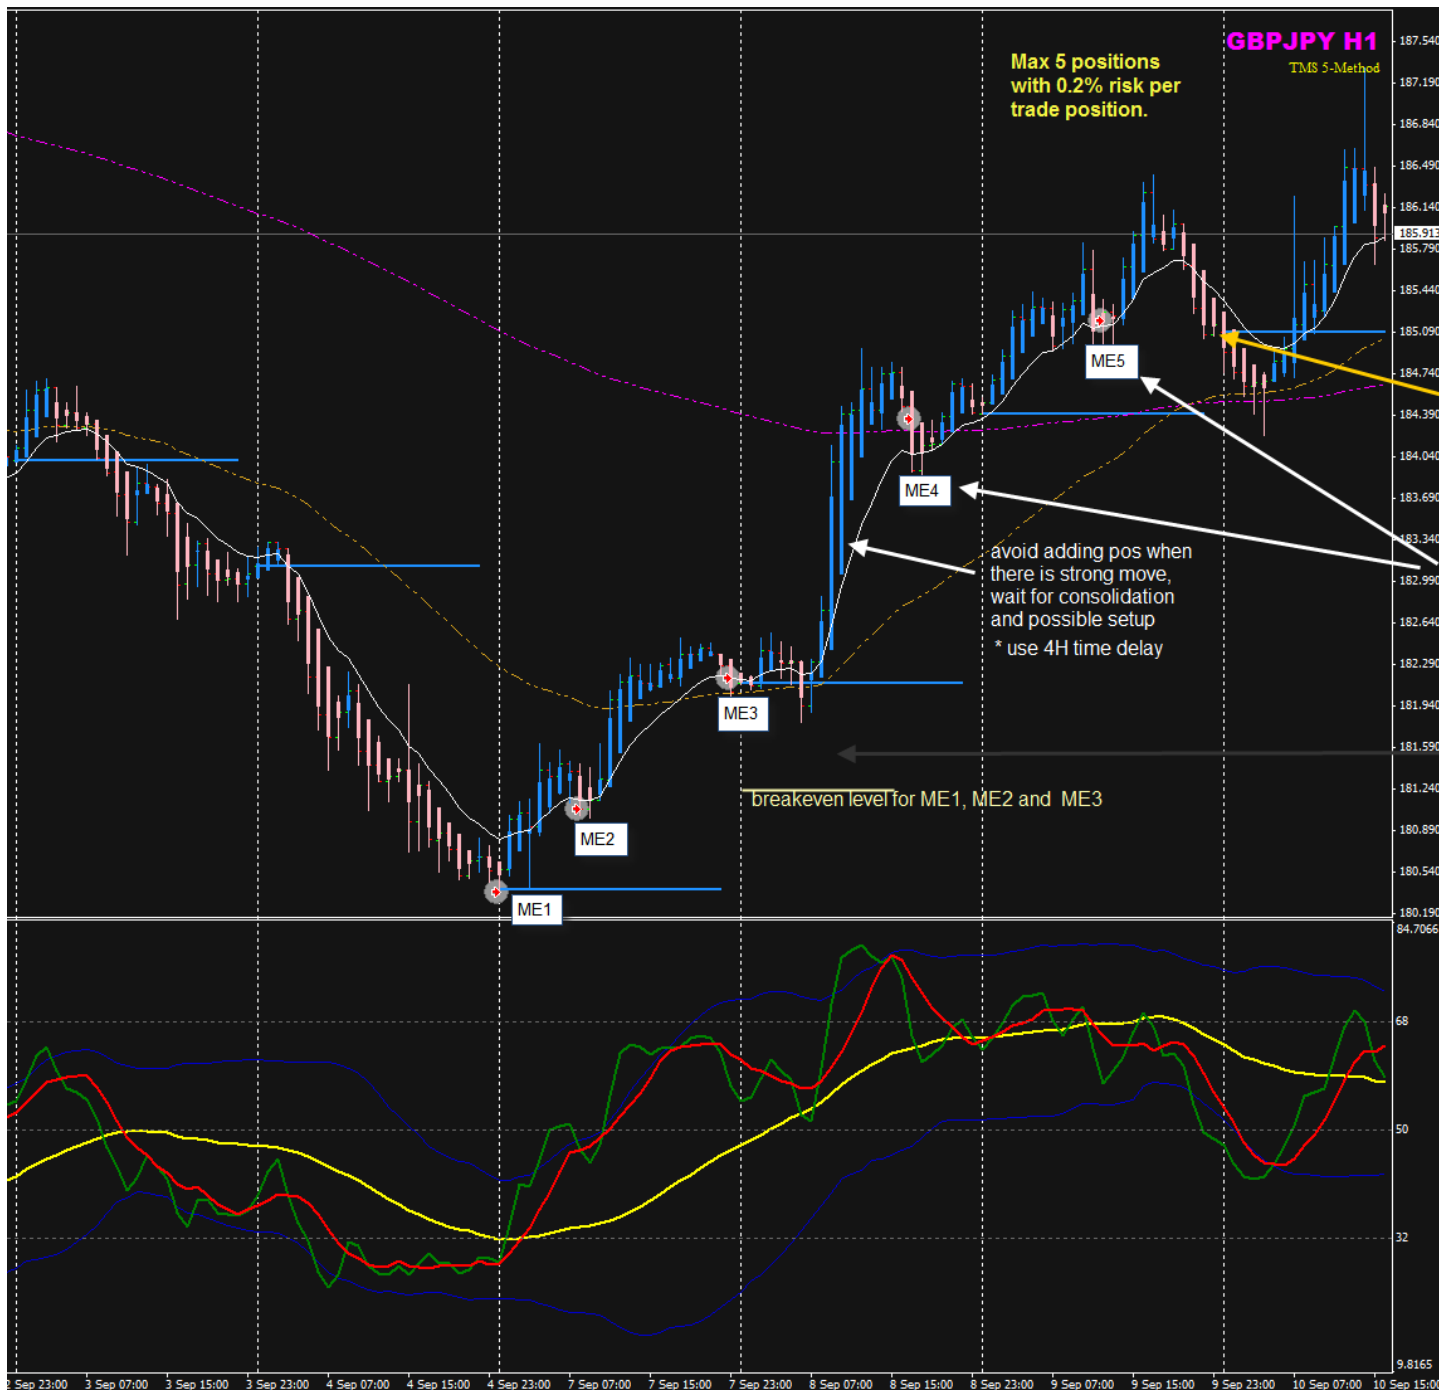 GBPJPY H1
TMS 5-Method
Max 5 positions
with 0.2% risk per
trade position.
187.540
187.190
186.840
186.490
186.140
185.913
185.790
185.440
185.090
184.740
184.390
184.040
183.690
183.340
182.990
182.640
182.290
181.940
181.590
181.240
180.890
180.540
180.190
ME5
ME4
avoid adding pos when
there is strong move,
wait for consolidation
and possible setup
* use 4H time delay
ME3
breakeven level for ME1, ME2 and ME3
ME2
ME1
84.7066
68
50
32
9.8165
2 Sep 23:00
3 Sep 07:00
3 Sep 15:00
3 Sep 23:00
4 Sep 07:00
4 Sep 15:00
4 Sep 23:00
7 Sep 07:00
7 Sep 15:00
7 Sep 23:00
8 Sep 07:00
8 Sep 15:00
8 Sep 23:00
9 Sep 07:00
9 Sep 15:00
9 Sep 23:00
10 Sep 07:00
10 Sep 15:00